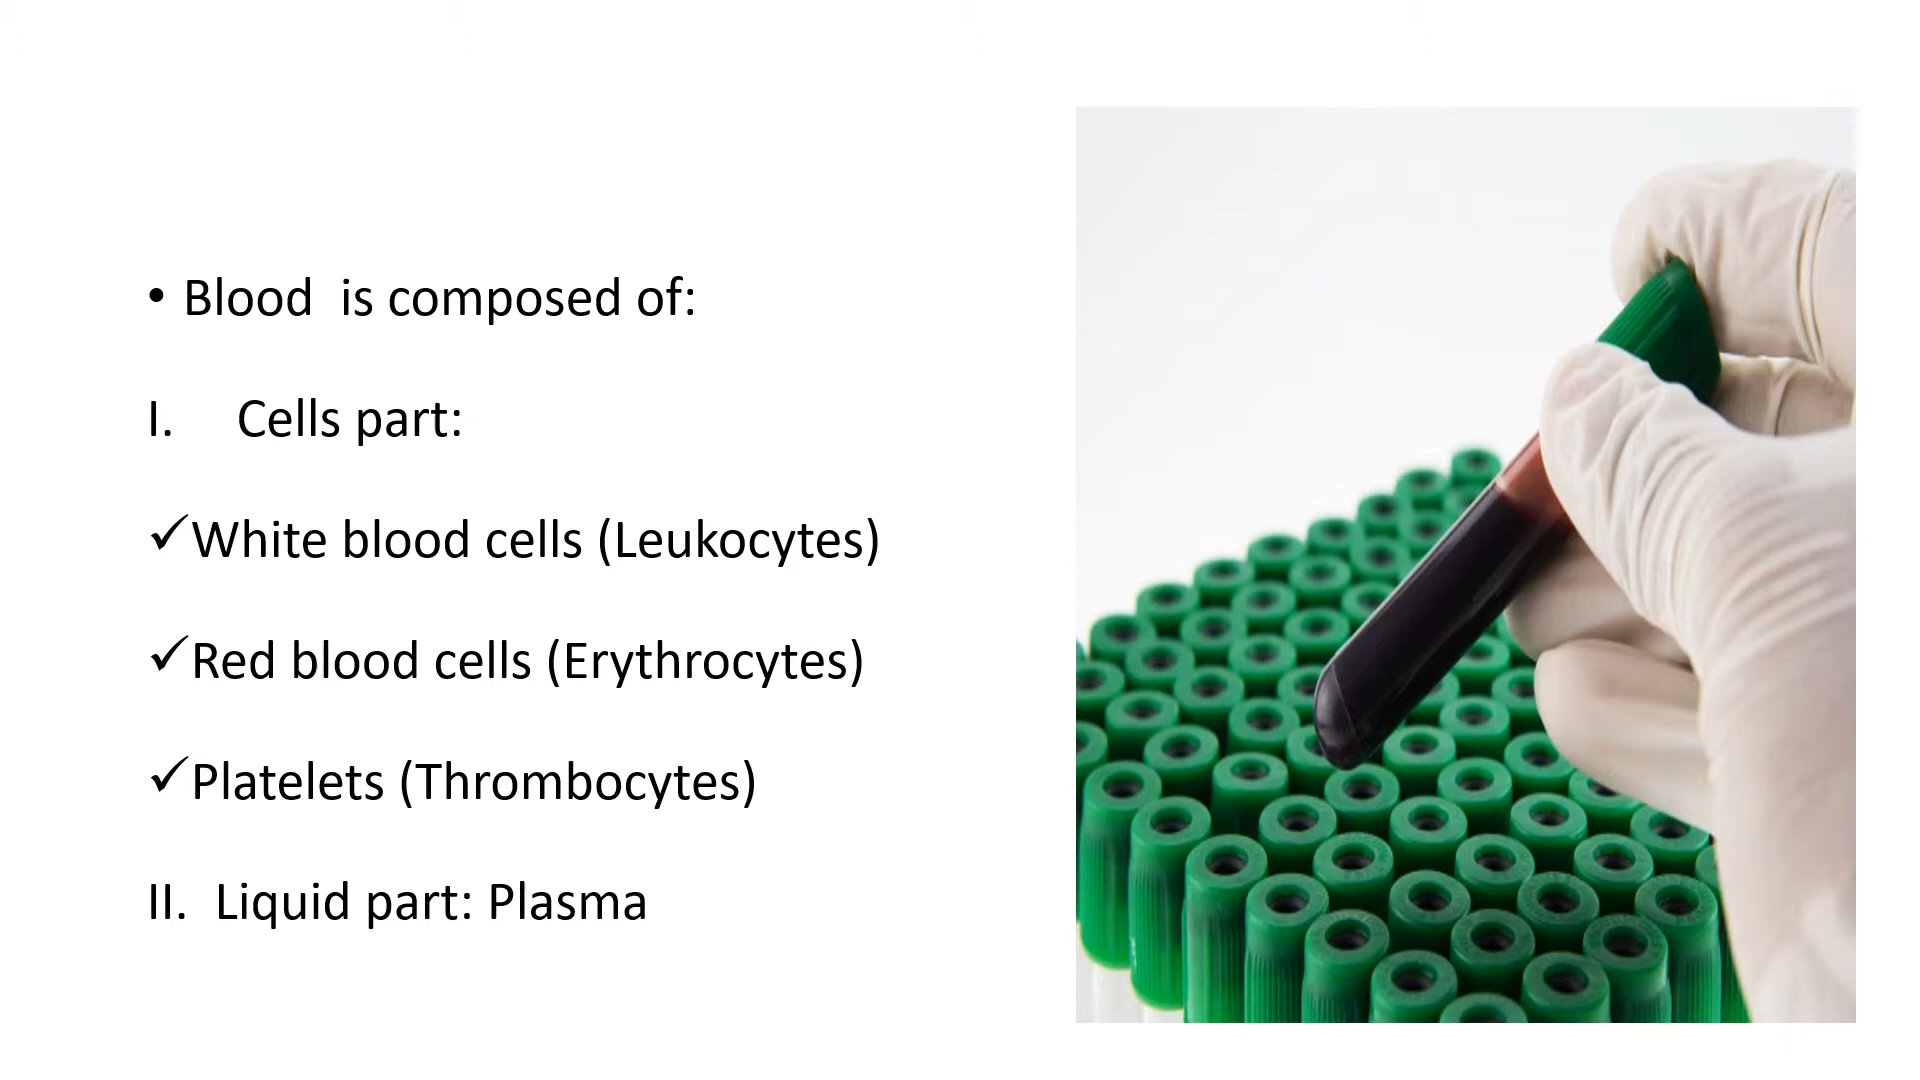 • Blood  is composed of:
I. Cells part:
✓White blood cells (Leukocytes)
✓Red blood cells (Erythrocytes)
✓Platelets (Thrombocytes)
II. Liquid part: Plasma